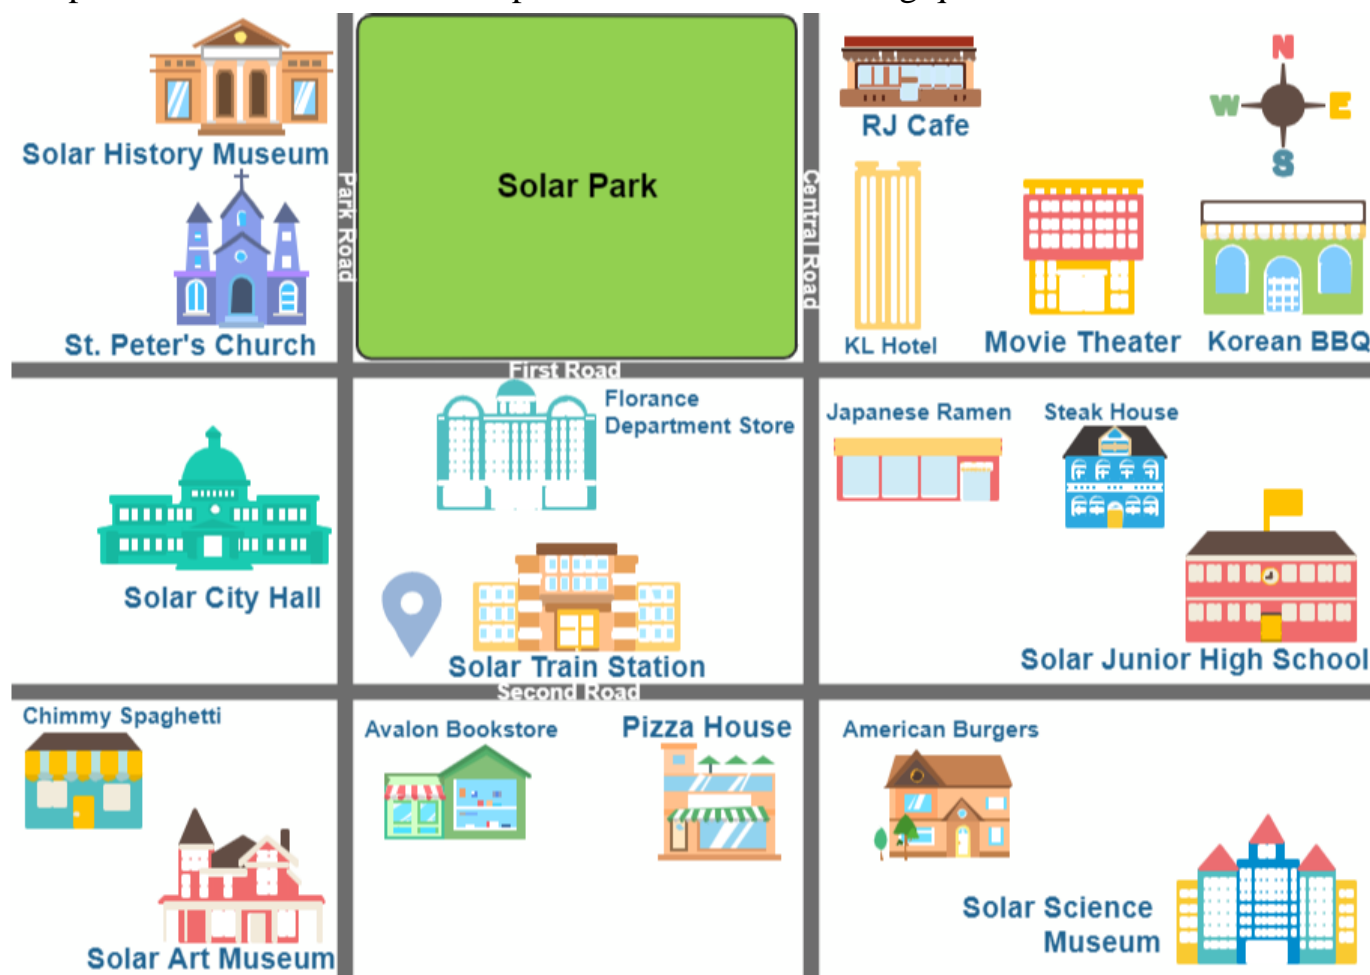 Solar History Museum
Solar Park
RJ Cafe
N
W
E
S
Park Road
Central Road
St. Peter's Church
KL Hotel
Movie Theater
Korean BBQ
First Road
Florance
Department Store
Japanese Ramen
Steak House
Solar City Hall
Solar Train Station
Solar Junior High School
Second Road
Chimmy Spaghetti
Avalon Bookstore
Pizza House
American Burgers
Solar Science
Museum
Solar Art Museum